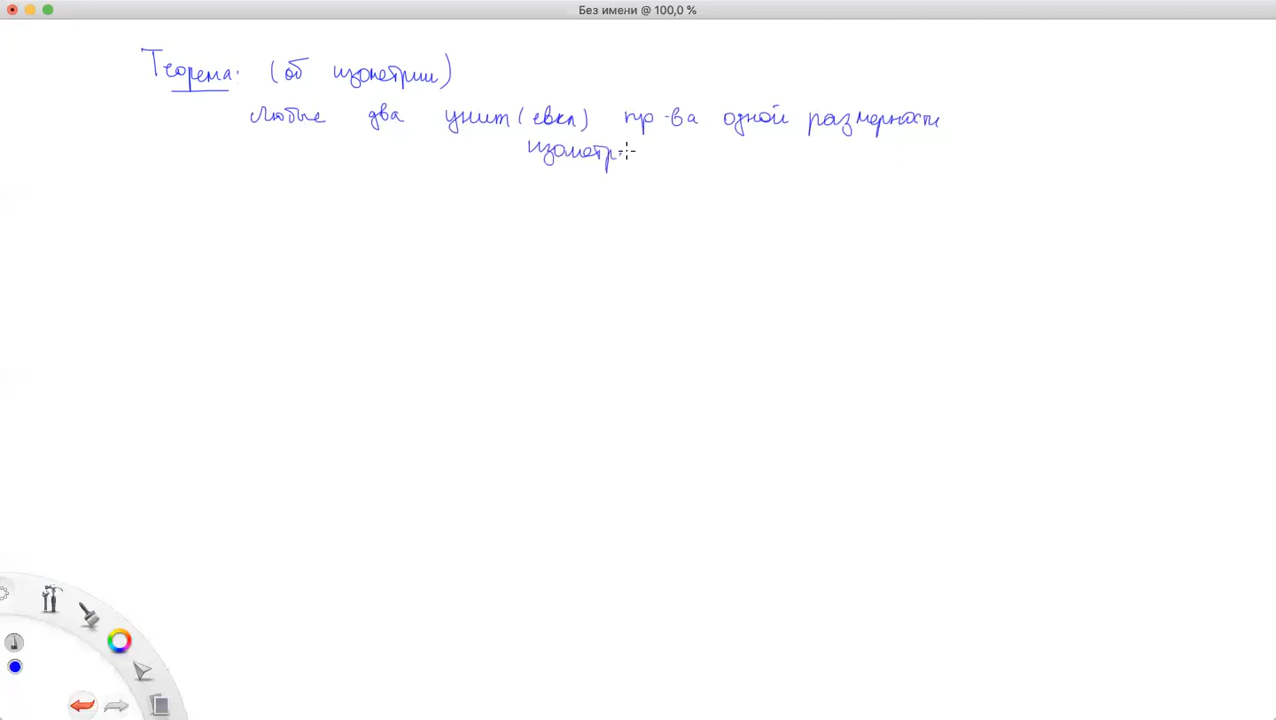 Без имени @ 100,0 %
Теорема. (об изометрии)
Любые два унит(евкл) пр-ва одной размерности
изометр